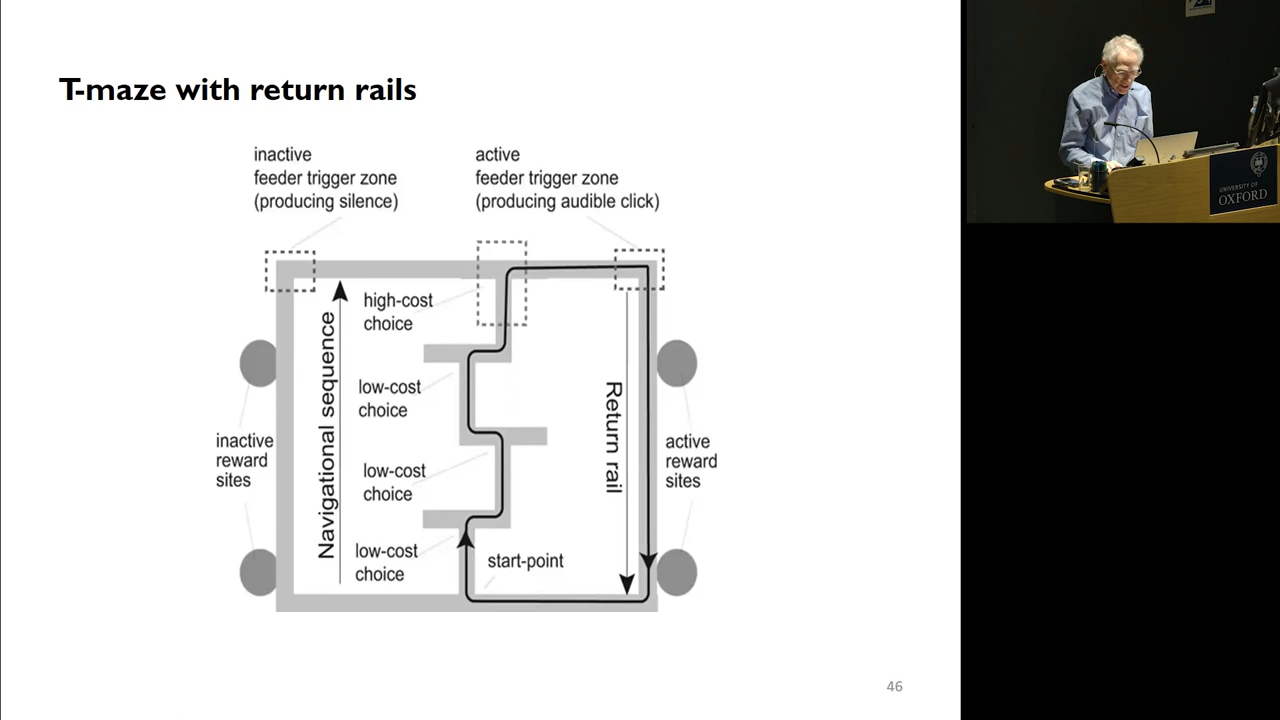 T-maze with return rails
inactive
feeder trigger zone
(producing silence)
active
feeder trigger zone
(producing audible click)
high-cost
choice
low-cost
choice
low-cost
choice
low-cost
choice
Navigational sequence
Return rail
inactive
reward
sites
active
reward
sites
start-point
46
UNIVERSITY OF
OXFORD